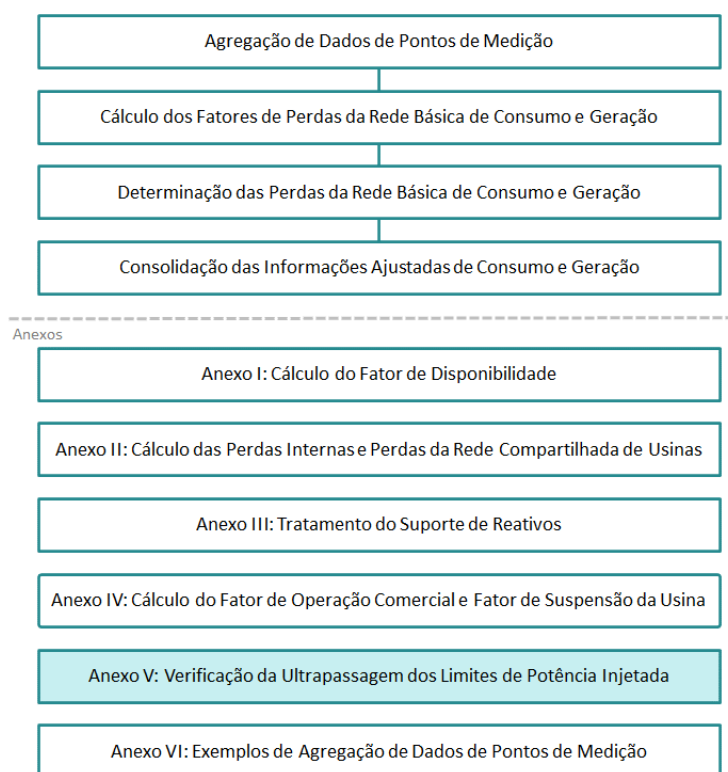 Agregação de Dados de Pontos de Medição
Cálculo dos Fatores de Perdas da Rede Básica de Consumo e Geração
Determinação das Perdas da Rede Básica de Consumo e Geração
Consolidação das Informações Ajustadas de Consumo e Geração
Anexos
Anexo I: Cálculo do Fator de Disponibilidade
Anexo II: Cálculo das Perdas Internas e Perdas da Rede Compartilhada de Usinas
Anexo III: Tratamento do Suporte de Reativos
Anexo IV: Cálculo do Fator de Operação Comercial e Fator de Suspensão da Usina
Anexo V: Verificação da Ultrapassagem dos Limites de Potência Injetada
Anexo VI: Exemplos de Agregação de Dados de Pontos de Medição